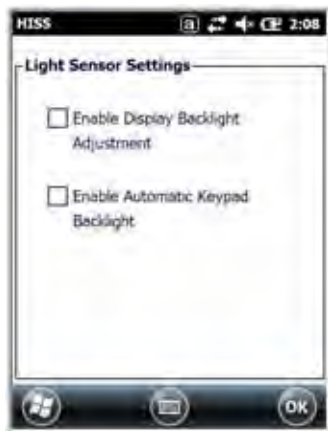 HISS a 2:08
Light Sensor Settings
Enable Display Backlight
Adjustment
Enable Automatic Keypad
Backlight
OK